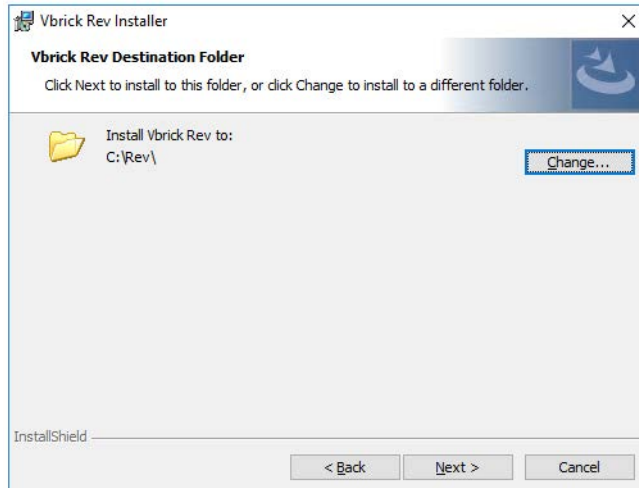 Vbrick Rev Installer
Vbrick Rev Destination Folder
Click Next to install to this folder, or click Change to install to a different folder.
Install Vbrick Rev to:
C:\Rev\
Change...
InstallShield
< Back
Next >
Cancel